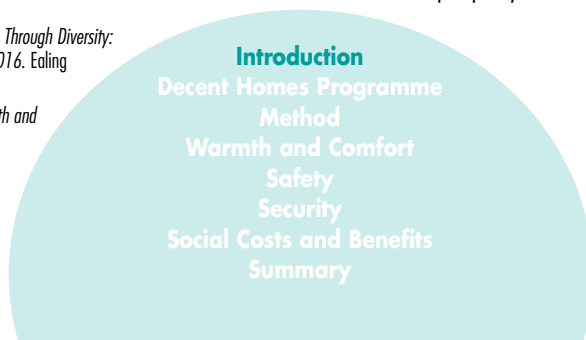 Through Diversity:
016. Ealing
th and
Introduction
Decent Homes Programme
Method
Warmth and Comfort
Safety
Security
Social Costs and Benefits
Summary